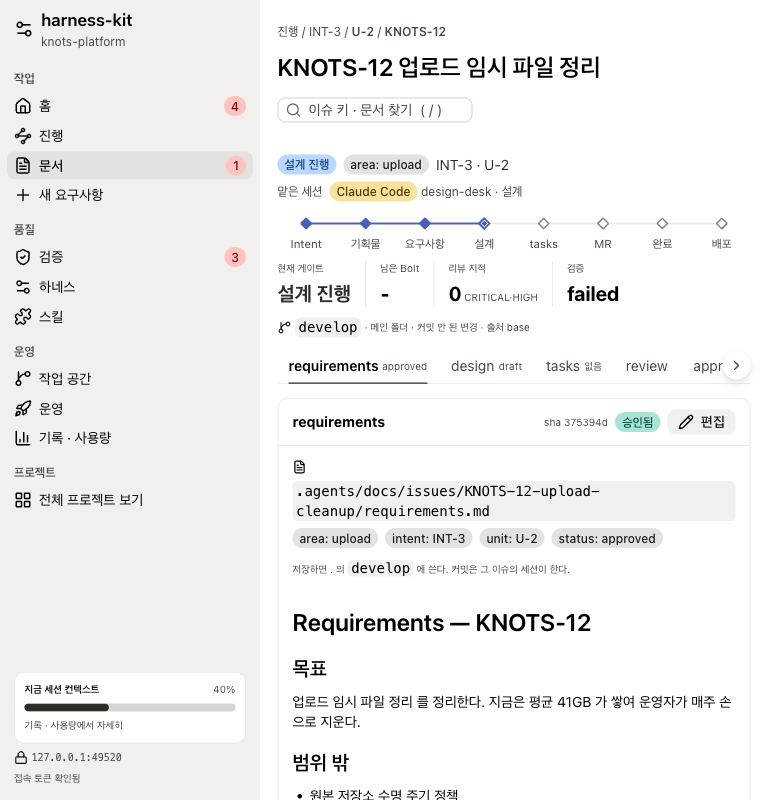 harness-kit
knots-platform
작업
홈 4
진행
문서 1
새 요구사항
품질
검증 3
하네스
스킬
운영
작업 공간
운영
기록 · 사용량
프로젝트
전체 프로젝트 보기
지금 세션 컨텍스트 40%
기록 · 사용량에서 자세히
127.0.0.1:49520
접속 토큰 확인됨
진행 / INT-3 / U-2 / KNOTS-12
KNOTS-12 업로드 임시 파일 정리
이슈 키 · 문서 찾기 ( / )
설계 진행 area: upload INT-3 · U-2
맡은 세션 Claude Code design-desk · 설계
Intent 기획물 요구사항 설계 tasks MR 완료 배포
현재 게이트 남은 Bolt 리뷰 지적 검증
설계 진행 - 0 CRITICAL·HIGH failed
develop · 메인 폴더 · 커밋 안 된 변경 · 출처 base
requirements approved design draft tasks 없음 review appr
requirements sha 375394d 승인됨 편집
.agents/docs/issues/KNOTS-12-upload-
cleanup/requirements.md
area: upload intent: INT-3 unit: U-2 status: approved
저장하면 . 의 develop 에 쓴다. 커밋은 그 이슈의 세션이 한다.
Requirements — KNOTS-12
목표
업로드 임시 파일 정리 를 정리한다. 지금은 평균 41GB 가 쌓여 운영자가 매주 손
으로 지운다.
범위 밖
• 원본 저장소 수명 주기 정책